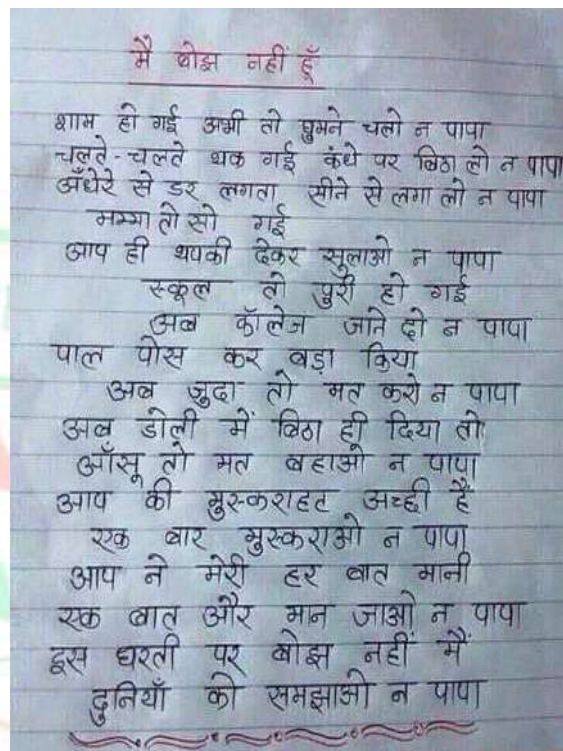 मै बोझ नहीं हूँ
शाम हो गई अभी तो घुमने चलो न पापा
चलते-चलते थक गई कंधे पर बिठा लो न पापा
अँधेरे से डर लगता सीने से लगा लो न पापा
मम्मा तो सो गई
आप ही थपकी देकर सुलाओ न पापा
स्कूल तो पुरी हो गई
अब कॉलेज जाने दो न पापा
पाल पोस कर बड़ा किया
अब जुदा तो मत करो न पापा
अब डोली में बिठा ही दिया तो
आँसू तो मत बहाओ न पापा
आप की मुस्कराहट अच्छी है
एक बार मुस्कराओ न पापा
आप ने मेरी हर बात मानी
एक बात और मान जाओ न पापा
इस धरती पर बोझ नहीं मैं
दुनियाँ को समझाओ न पापा